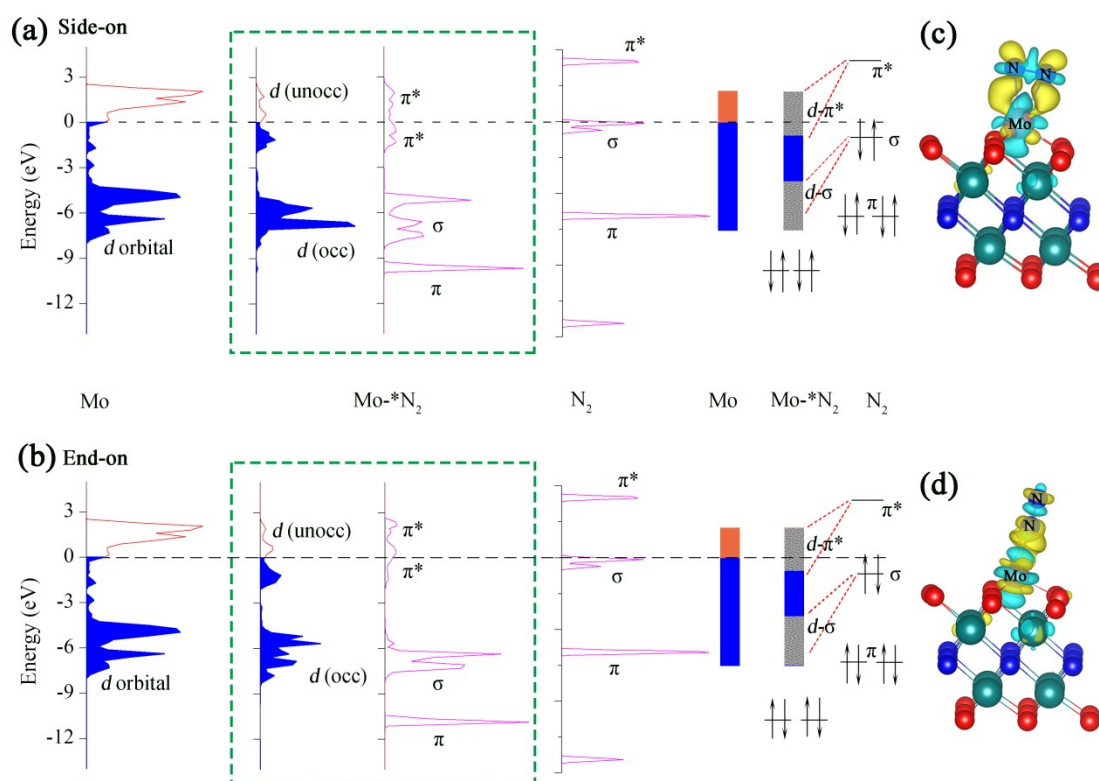 (a) Side-on
(c)
Energy (eV)
3
0
-3
-6
-9
-12
d orbital
d (unocc)
d (occ)
π*
π*
σ
π
π*
σ
π
d-π*
d-σ
π*
σ
π
N
N
Mo
Mo
Mo-*N₂
N₂
Mo
Mo-*N₂
N₂
(b) End-on
(d)
Energy (eV)
3
0
-3
-6
-9
-12
d orbital
d (unocc)
d (occ)
π*
π*
σ
π
π*
σ
π
d-π*
d-σ
π*
σ
π
N
N
Mo